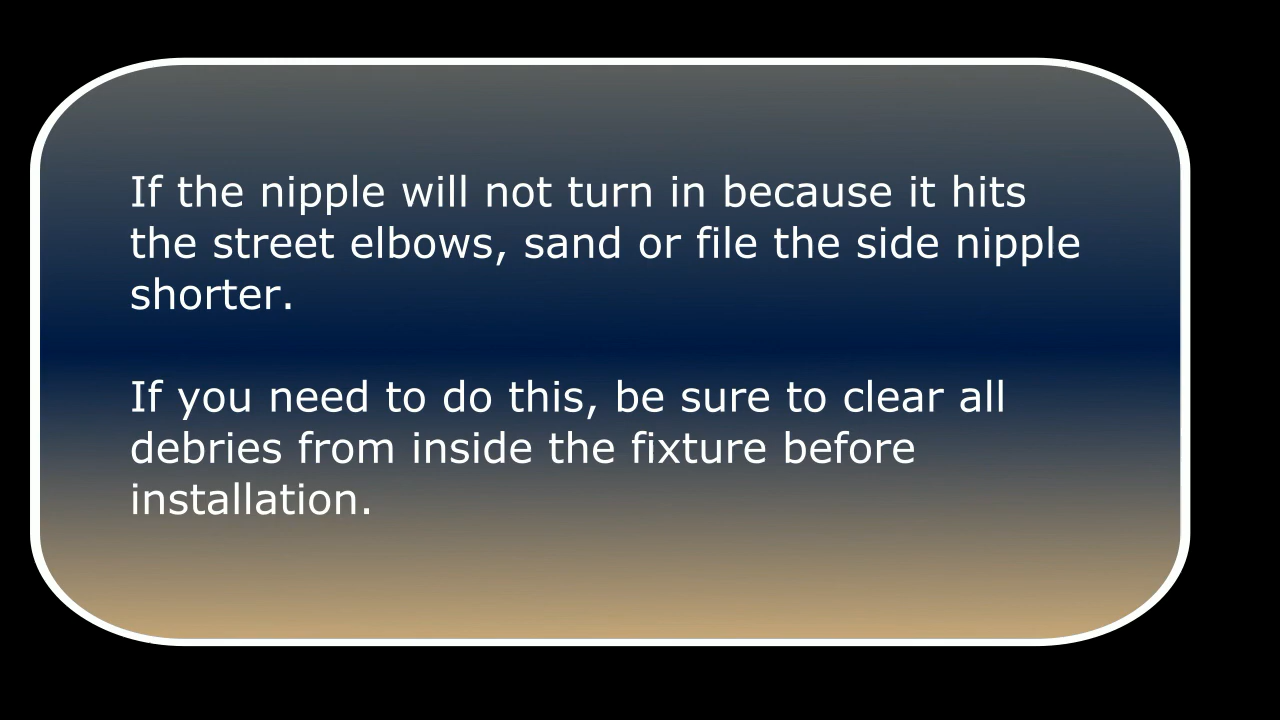 If the nipple will not turn in because it hits
the street elbows, sand or file the side nipple
shorter.
If you need to do this, be sure to clear all
debries from inside the fixture before
installation.